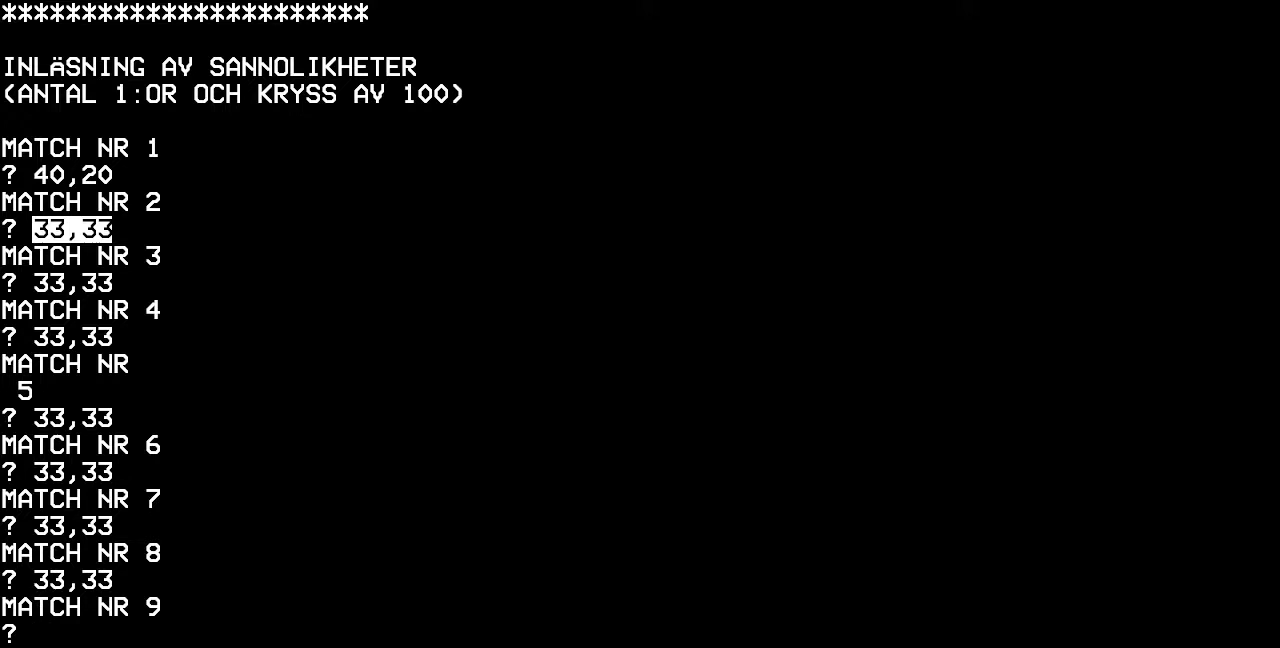 ***********************
INLÄSNING AV SANNOLIKHETER
(ANTAL 1:OR OCH KRYSS AV 100)
MATCH NR 1
? 40,20
MATCH NR 2
? 33,33
MATCH NR 3
? 33,33
MATCH NR 4
? 33,33
MATCH NR
5
? 33,33
MATCH NR 6
? 33,33
MATCH NR 7
? 33,33
MATCH NR 8
? 33,33
MATCH NR 9
?